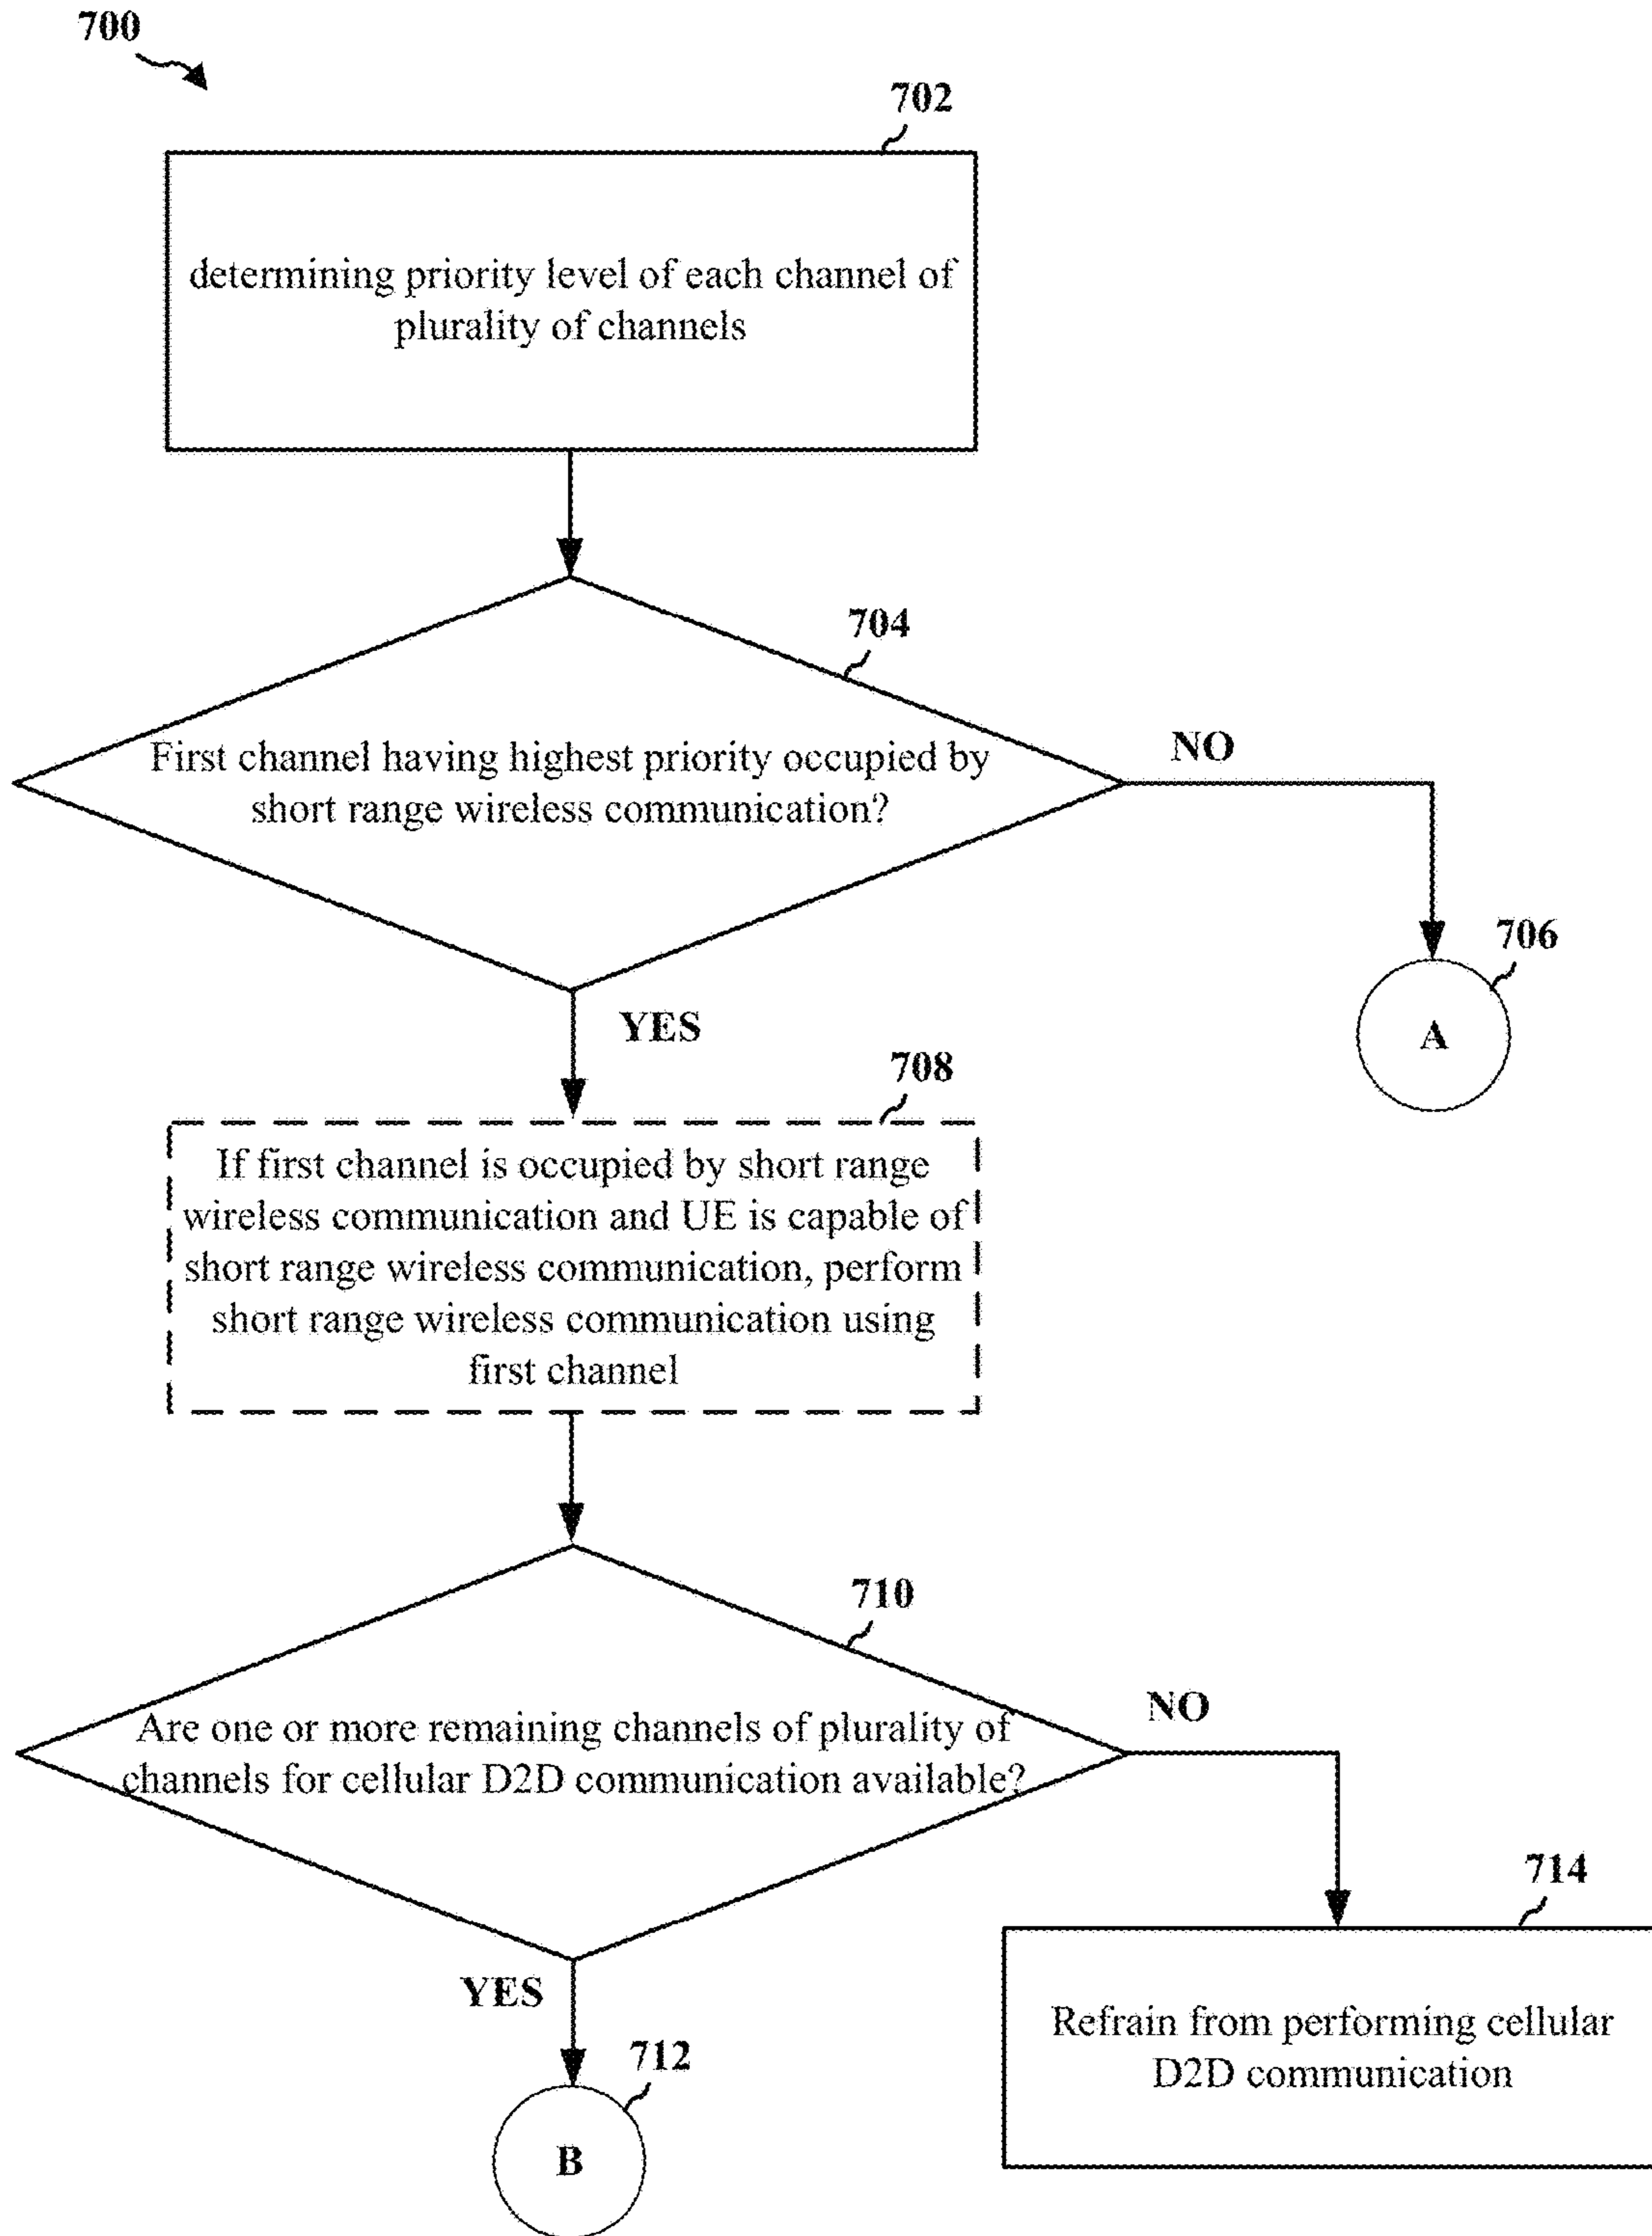 700
702
determining priority level of each channel of
plurality of channels
704
First channel having highest priority occupied by
short range wireless communication?
NO
706
A
YES
708
If first channel is occupied by short range
wireless communication and UE is capable of
short range wireless communication, perform
short range wireless communication using
first channel
710
Are one or more remaining channels of plurality of
channels for cellular D2D communication available?
NO
714
Refrain from performing cellular
D2D communication
YES
712
B